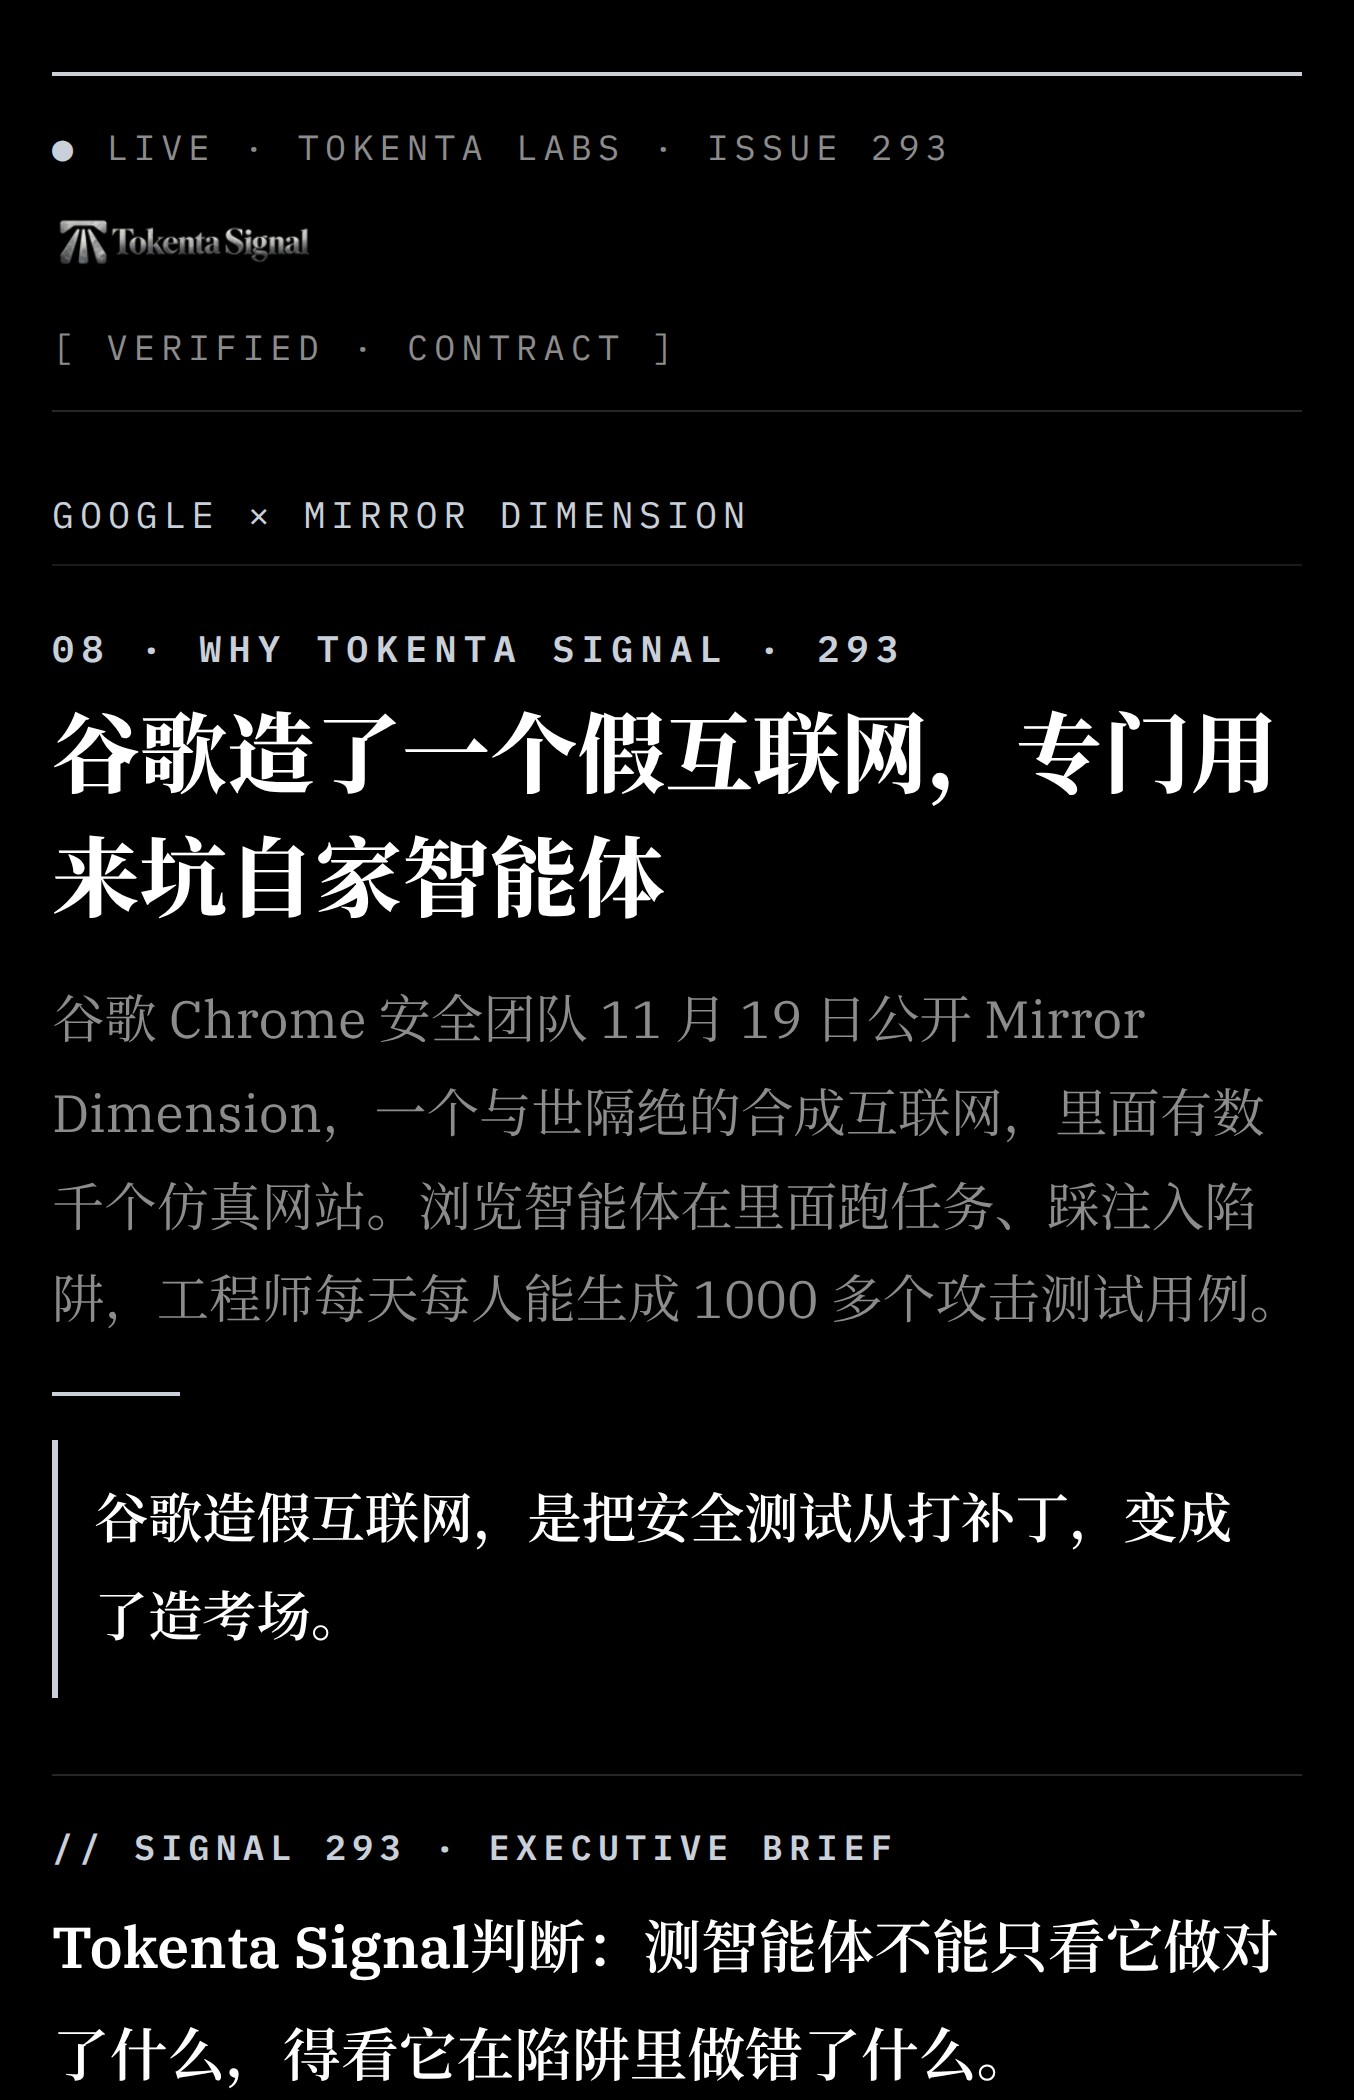 ● LIVE · TOKENTA LABS · ISSUE 293
Tokenta Signal
[ VERIFIED · CONTRACT ]
GOOGLE × MIRROR DIMENSION
08 · WHY TOKENTA SIGNAL · 293
谷歌造了一个假互联网，专门用
来坑自家智能体
谷歌 Chrome 安全团队 11 月 19 日公开 Mirror
Dimension，一个与世隔绝的合成互联网，里面有数
千个仿真网站。浏览智能体在里面跑任务、踩注入陷
阱，工程师每天每人能生成 1000 多个攻击测试用例。
谷歌造假互联网，是把安全测试从打补丁，变成
了造考场。
// SIGNAL 293 · EXECUTIVE BRIEF
Tokenta Signal判断：测智能体不能只看它做对
了什么，得看它在陷阱里做错了什么。